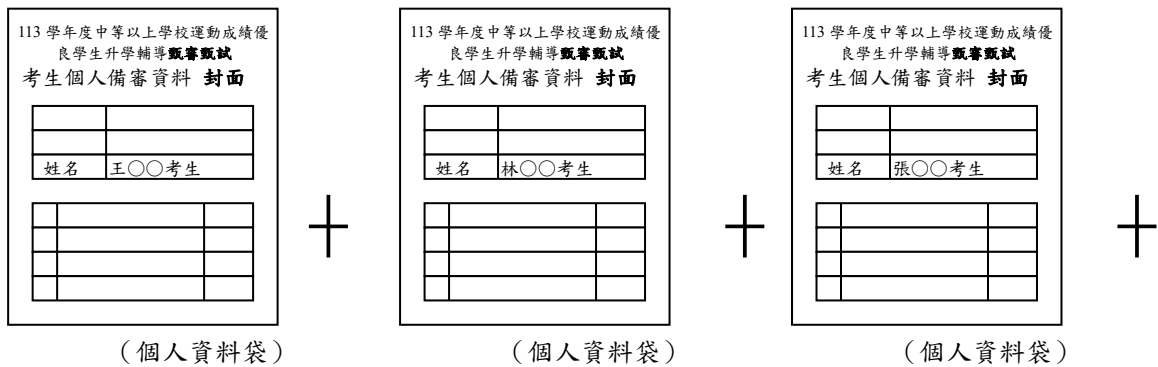 113 學年度中等以上學校運動成績優
良學生升學輔導甄審甄試
考生個人備審資料 封面
姓名 王○○考生
(個人資料袋)
+
113 學年度中等以上學校運動成績優
良學生升學輔導甄審甄試
考生個人備審資料 封面
姓名 林○○考生
(個人資料袋)
+
113 學年度中等以上學校運動成績優
良學生升學輔導甄審甄試
考生個人備審資料 封面
姓名 張○○考生
(個人資料袋)
+